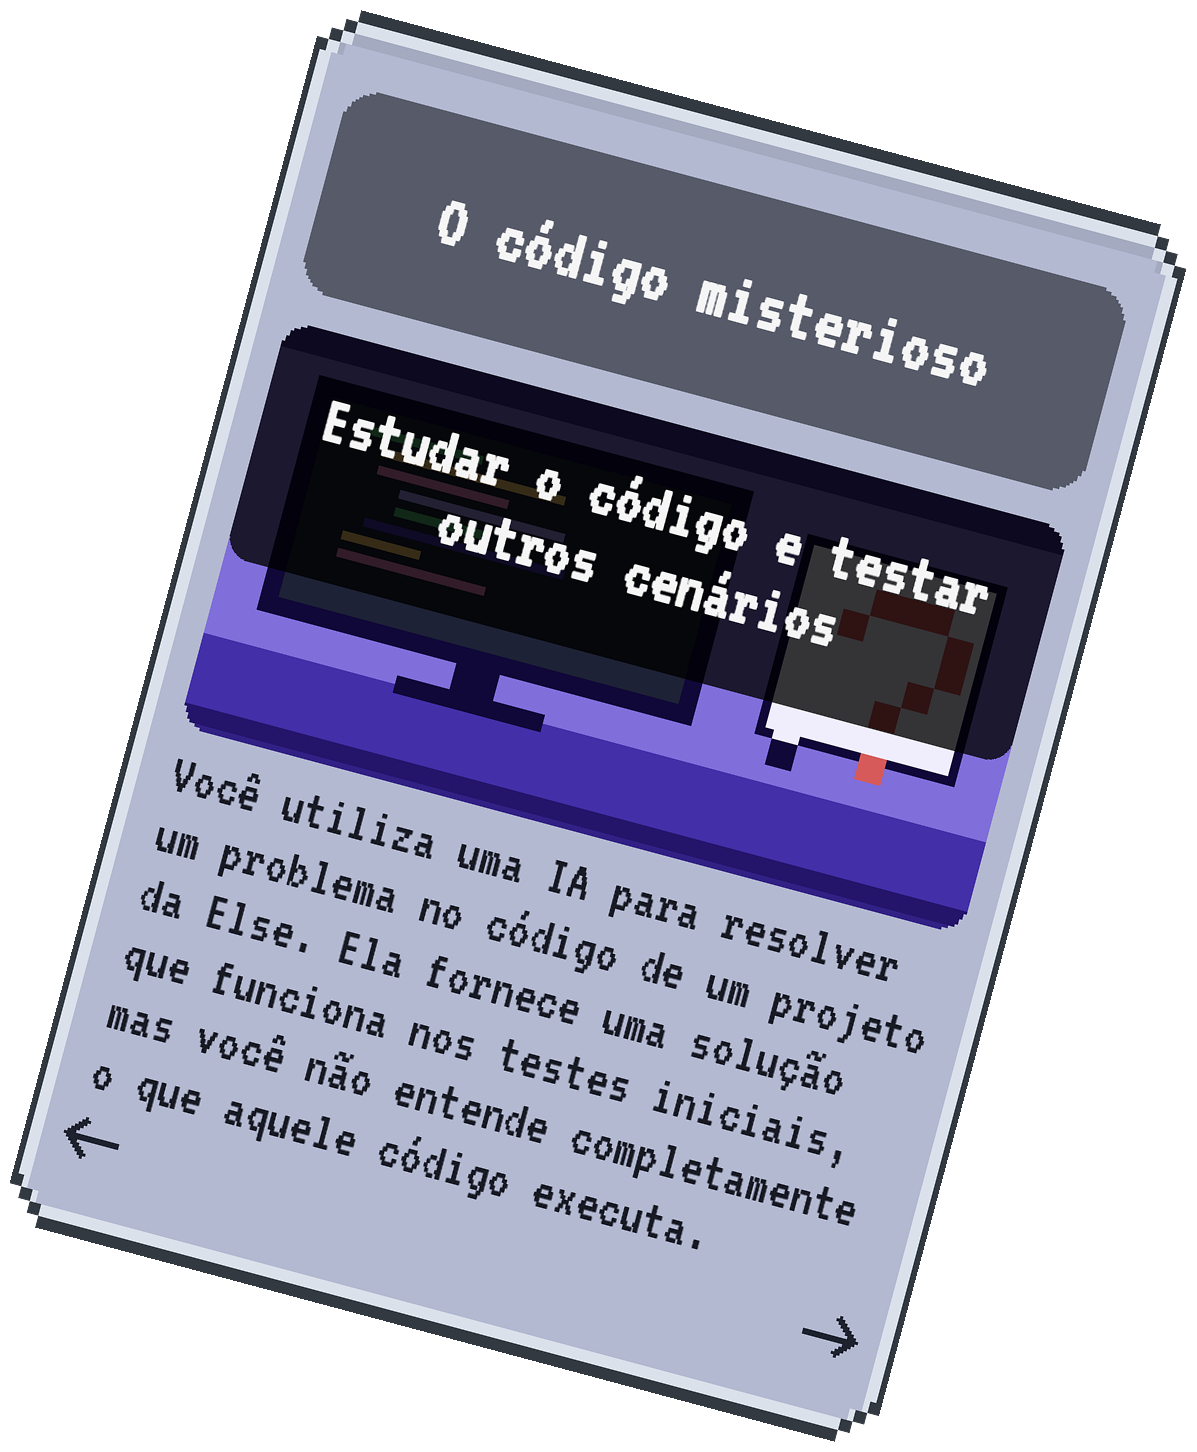 O código misterioso
Estudar o código e testar
outros cenários
Você utiliza uma IA para resolver
um problema no código de um projeto
da Else. Ela fornece uma solução
que funciona nos testes iniciais,
mas você não entende completamente
o que aquele código executa.